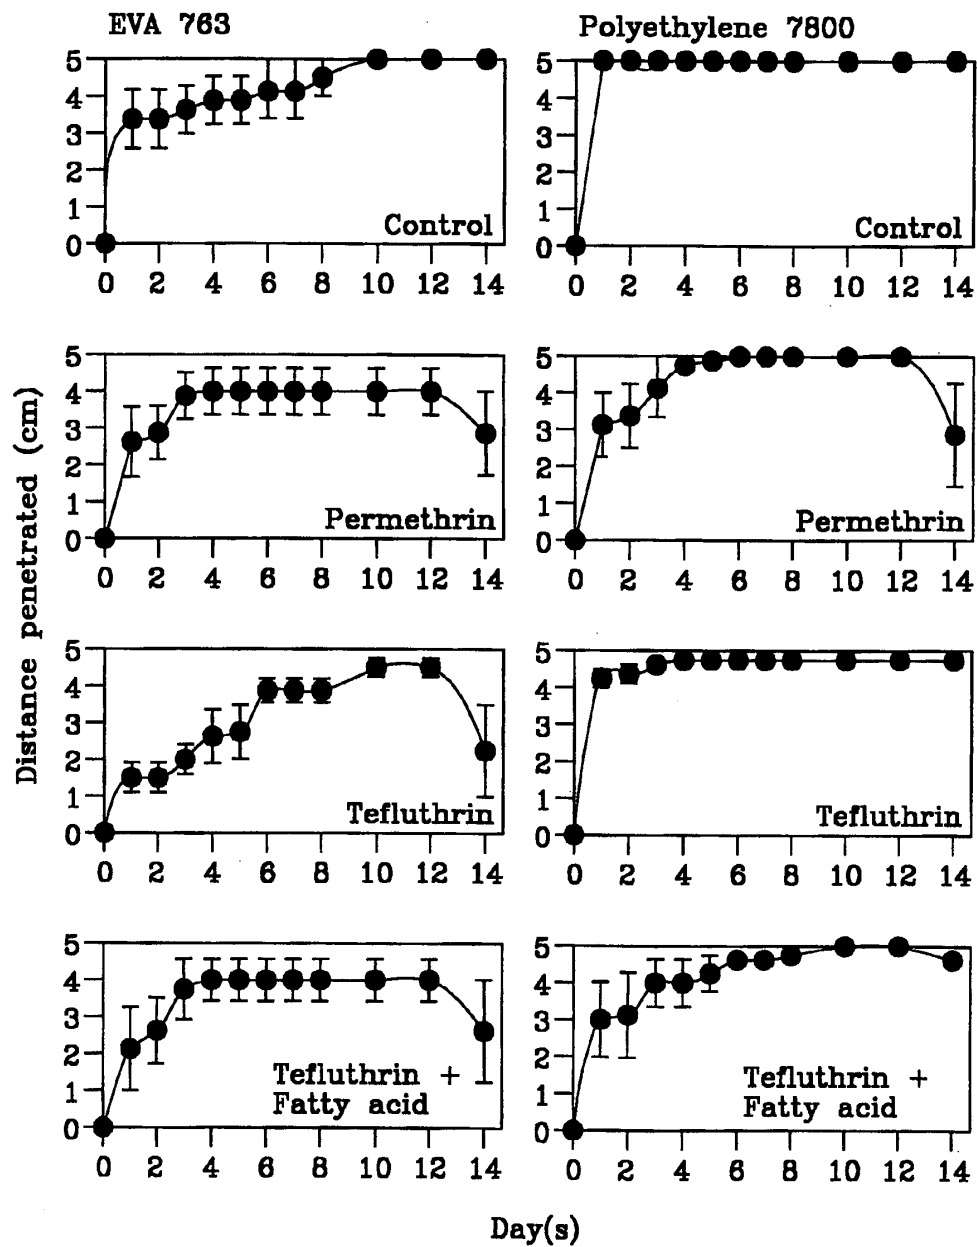 EVA 763
Polyethylene 7800
5
4
3
2
1
0
Control
0 2 4 6 8 10 12 14
5
4
3
2
1
0
Control
0 2 4 6 8 10 12 14
5
4
3
2
1
0
Permethrin
0 2 4 6 8 10 12 14
5
4
3
2
1
0
Permethrin
0 2 4 6 8 10 12 14
Distance penetrated (cm)
5
4
3
2
1
0
Tefluthrin
0 2 4 6 8 10 12 14
5
4
3
2
1
0
Tefluthrin
0 2 4 6 8 10 12 14
5
4
3
2
1
0
Tefluthrin +
Fatty acid
0 2 4 6 8 10 12 14
5
4
3
2
1
0
Tefluthrin +
Fatty acid
0 2 4 6 8 10 12 14
Day(s)